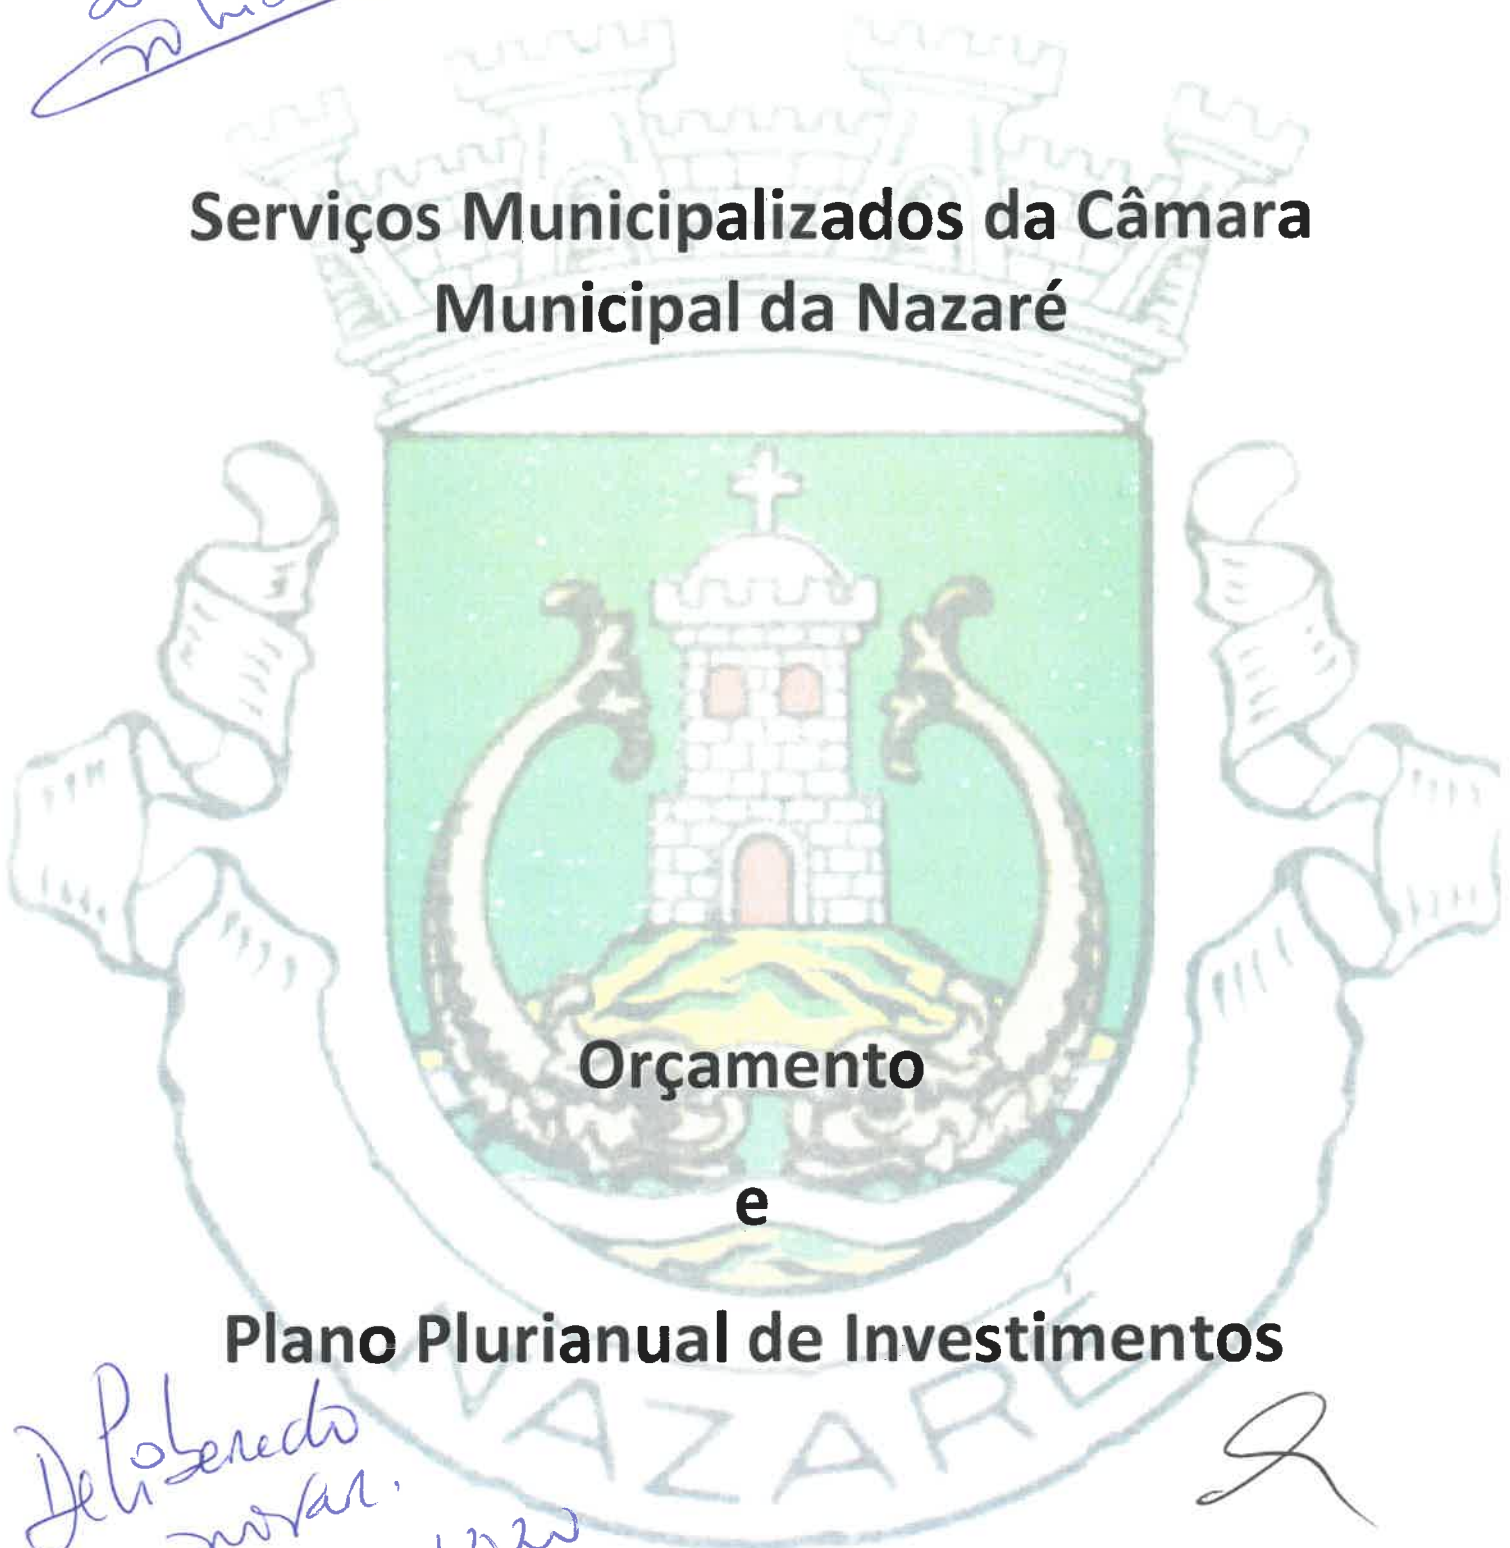 Serviços Municipalizados da Câmara
Municipal da Nazaré
Orçamento
e
Plano Plurianual de Investimentos
NAZARÉ
Deliberado